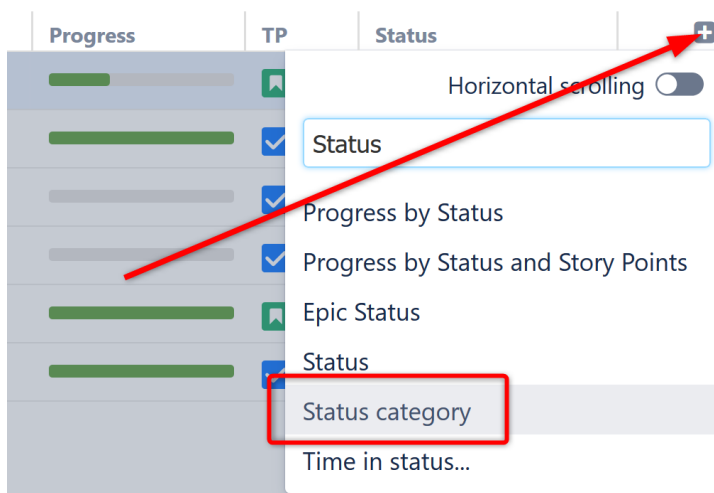 Progress TP Status
Horizontal scrolling
Status
Progress by Status
Progress by Status and Story Points
Epic Status
Status
Status category
Time in status...